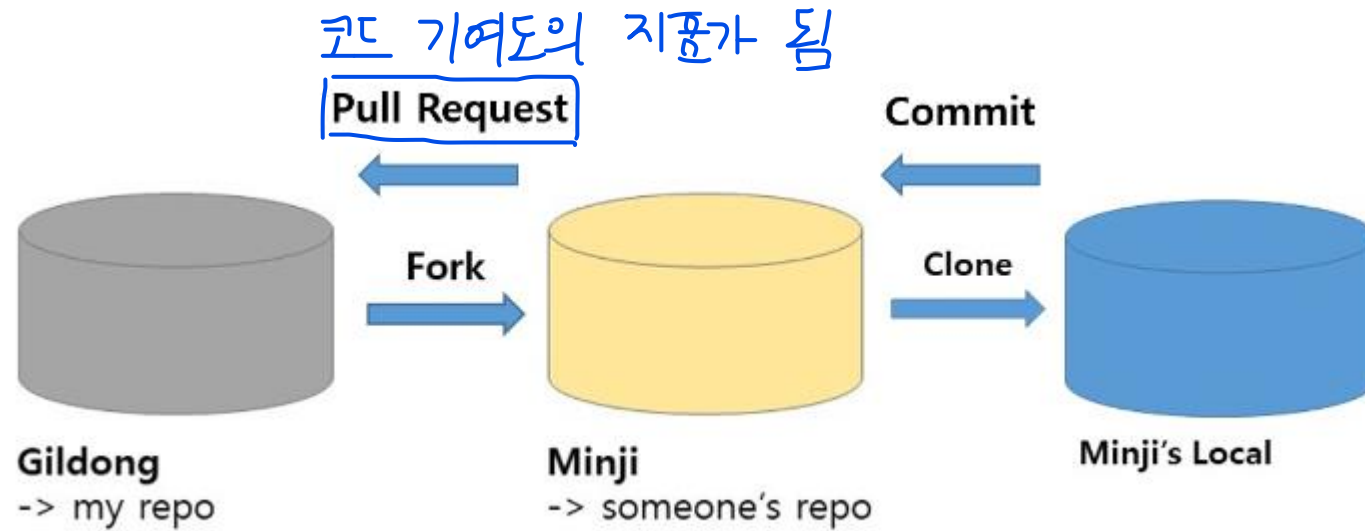 코드 기여도의 지표가 됨
Pull Request
Commit
Fork
Clone
Gildong
-> my repo
Minji
-> someone's repo
Minji's Local